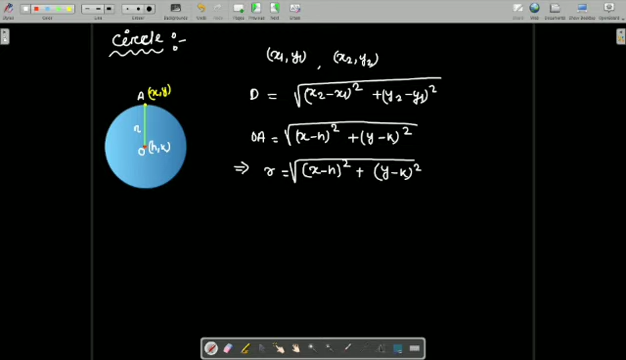 Circle :-
(x1, y1) , (x2, y2)
A (x,y)
D = √(x2-x1)² + (y2-y1)²
r
OA = √(x-h)² + (y-k)²
O (h,k)
⇒ r = √(x-h)² + (y-k)²